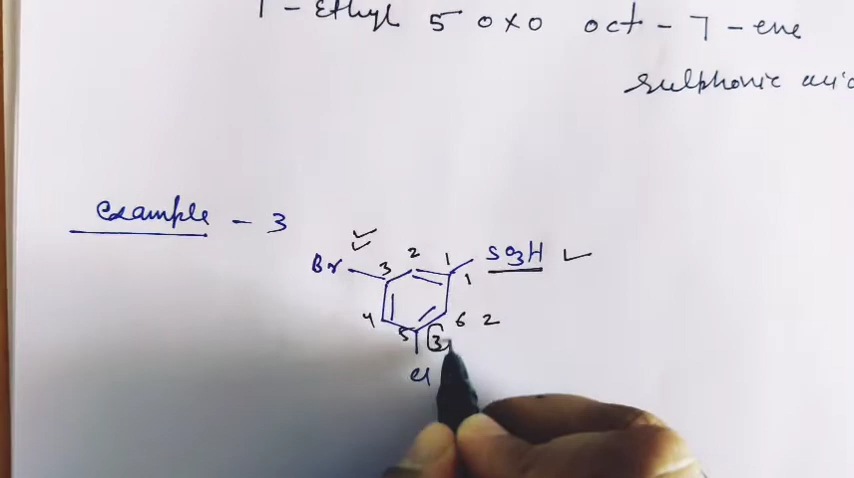 1 - Ethyl 5 oxo oct - 7 - ene
sulphonic acid
Example - 3
Br 3 2 1 SO3H
1
4 5 3 6 2
Cl